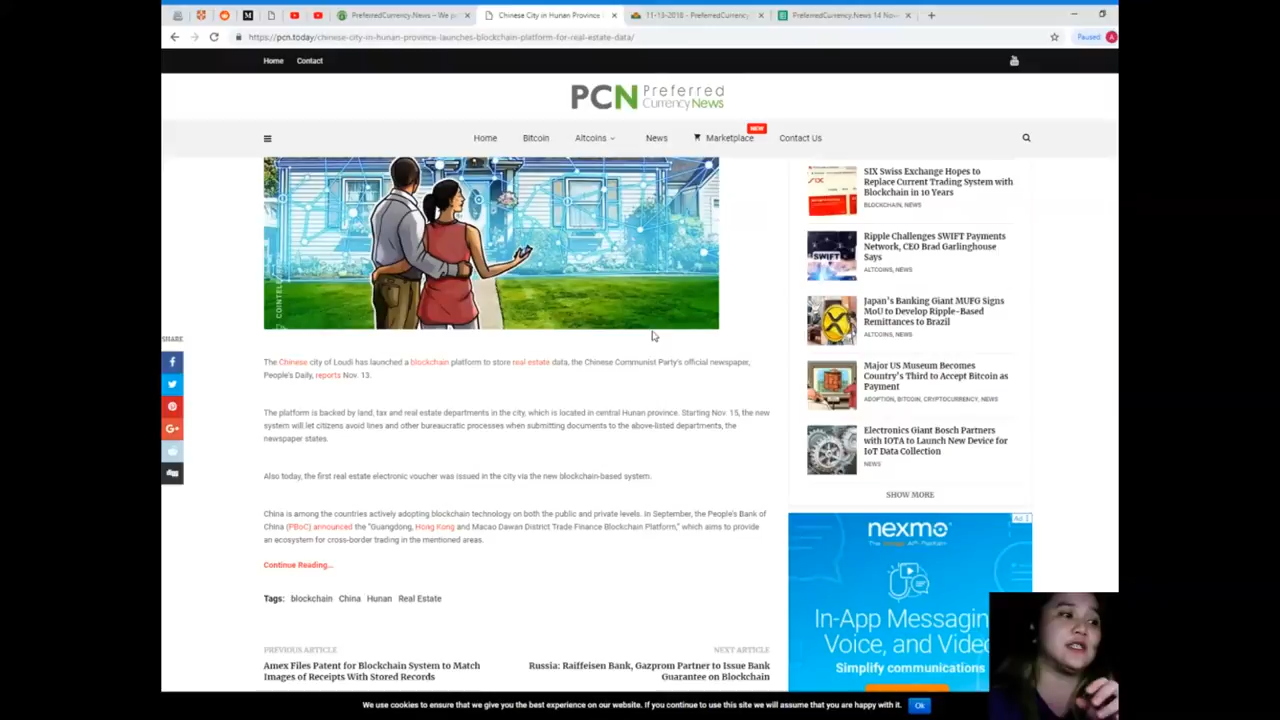 PreferredCurrency.News – We p
Chinese City in Hunan Province
11-13-2018 - PreferredCurrency
PreferredCurrency.News 14 Nov
https://pcn.today/chinese-city-in-hunan-province-launches-blockchain-platform-for-real-estate-data/
Paused
A
Home
Contact
PCN Preferred
Currency News
NEW
Home
Bitcoin
Altcoins
News
Marketplace
Contact Us
COINTELE
SHARE
The Chinese city of Loudi has launched a blockchain platform to store real estate data, the Chinese Communist Party's official newspaper,
People's Daily, reports Nov. 13.
The platform is backed by land, tax and real estate departments in the city, which is located in central Hunan province. Starting Nov. 15, the new
system will let citizens avoid lines and other bureaucratic processes when submitting documents to the above-listed departments, the
newspaper states.
Also today, the first real estate electronic voucher was issued in the city via the new blockchain-based system.
China is among the countries actively adopting blockchain technology on both the public and private levels. In September, the People's Bank of
China (PBoC) announced the "Guangdong, Hong Kong and Macao Dawan District Trade Finance Blockchain Platform," which aims to provide
an ecosystem for cross-border trading in the mentioned areas.
Continue Reading...
Tags: blockchain China Hunan Real Estate
PREVIOUS ARTICLE
Amex Files Patent for Blockchain System to Match
Images of Receipts With Stored Records
NEXT ARTICLE
Russia: Raiffeisen Bank, Gazprom Partner to Issue Bank
Guarantee on Blockchain
SIX Swiss Exchange Hopes to
Replace Current Trading System with
Blockchain in 10 Years
BLOCKCHAIN, NEWS
SWIFT
Ripple Challenges SWIFT Payments
Network, CEO Brad Garlinghouse
Says
ALTCOINS, NEWS
Japan's Banking Giant MUFG Signs
MoU to Develop Ripple-Based
Remittances to Brazil
ALTCOINS, NEWS
Major US Museum Becomes
Country's Third to Accept Bitcoin as
Payment
ADOPTION, BITCOIN, CRYPTOCURRENCY, NEWS
Electronics Giant Bosch Partners
with IOTA to Launch New Device for
IoT Data Collection
NEWS
SHOW MORE
Ad
nexmo
In-App Messaging
Voice, and Vide
Simplify communications
We use cookies to ensure that we give you the best experience on our website. If you continue to use this site we will assume that you are happy with it.
Ok